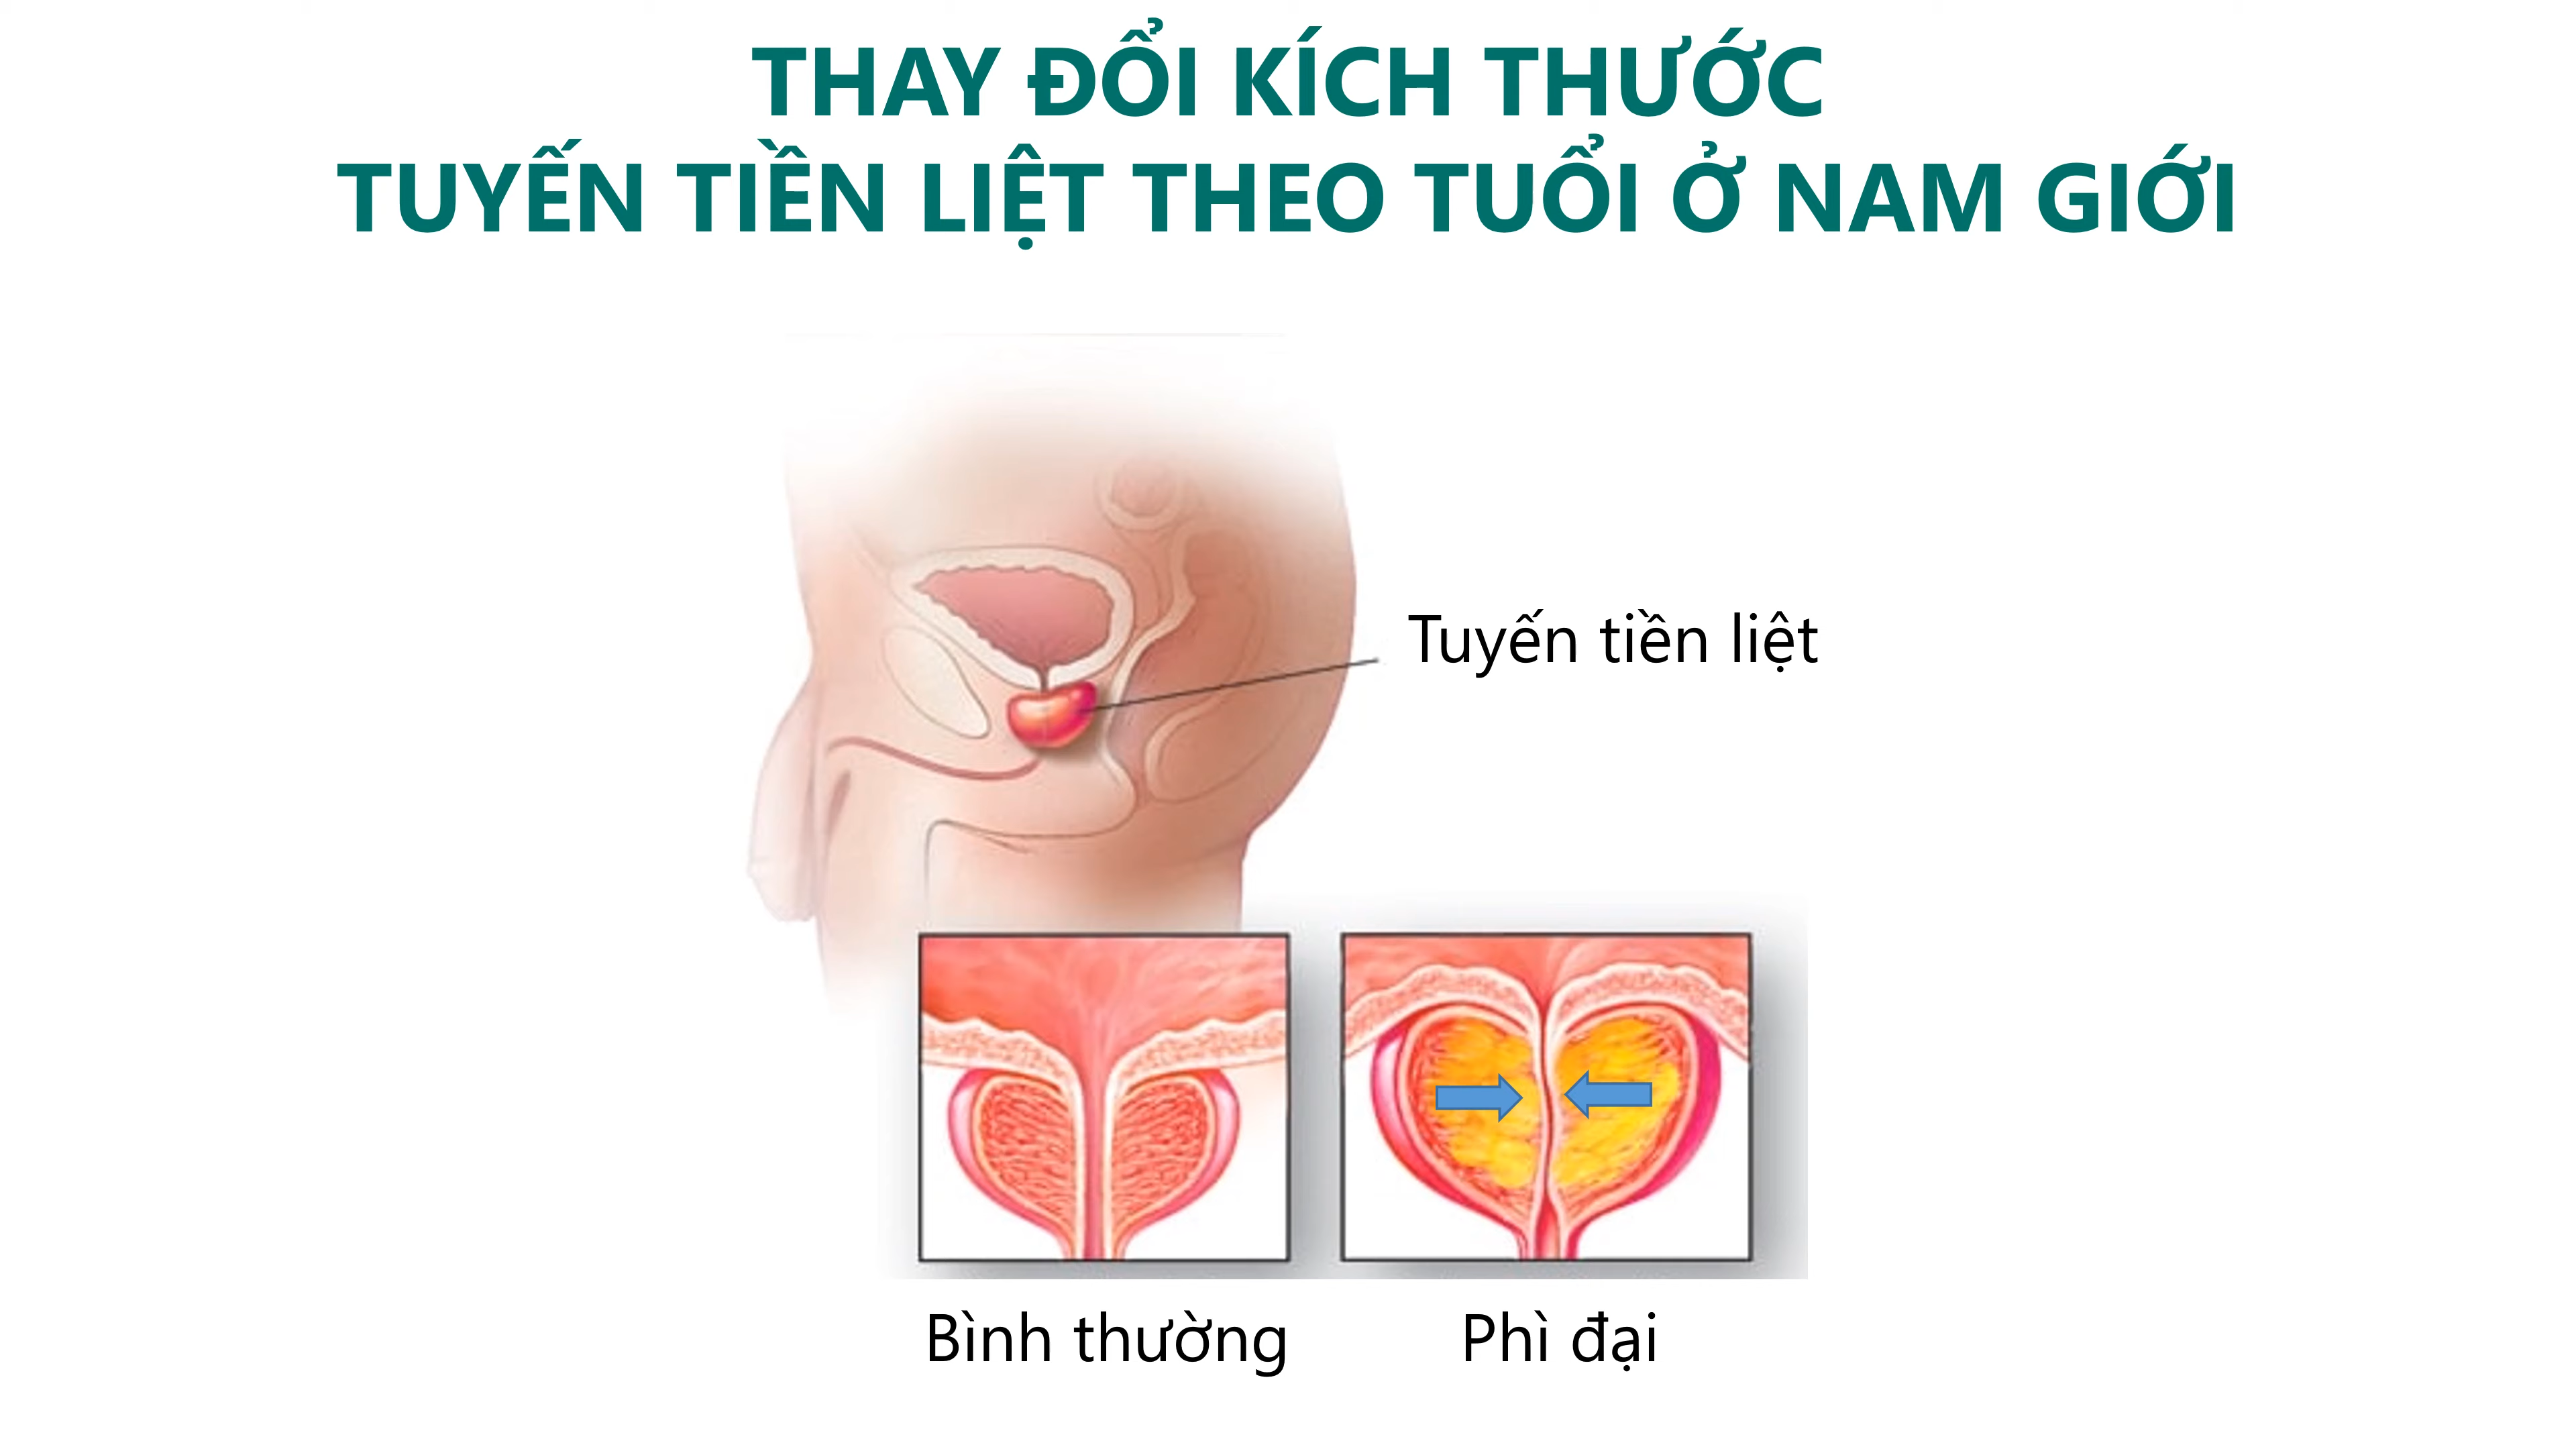 THAY ĐỔI KÍCH THƯỚC
TUYẾN TIỀN LIỆT THEO TUỔI Ở NAM GIỚI
Tuyến tiền liệt
Bình thường
Phì đại